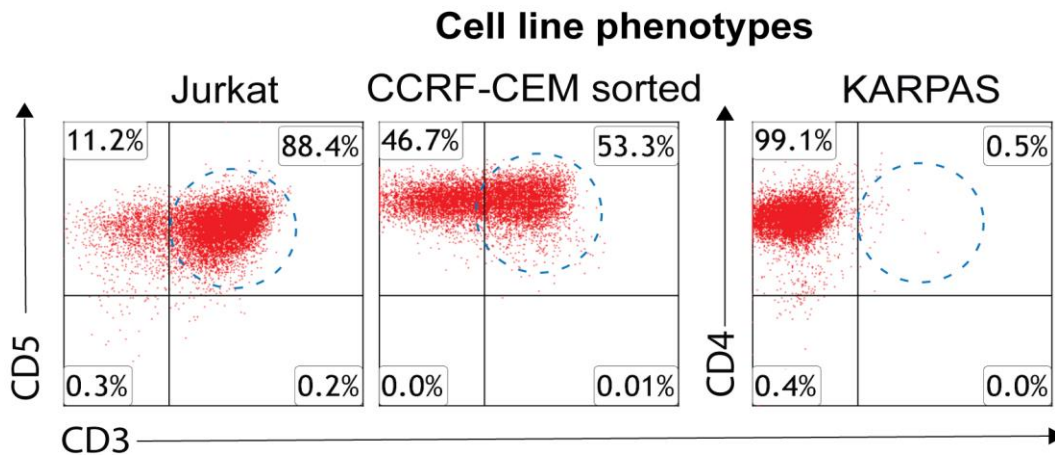 Cell line phenotypes
Jurkat
CCRF-CEM sorted
KARPAS
CD5
11.2%
88.4%
0.3%
0.2%
46.7%
53.3%
0.0%
0.01%
CD4
99.1%
0.5%
0.4%
0.0%
CD3